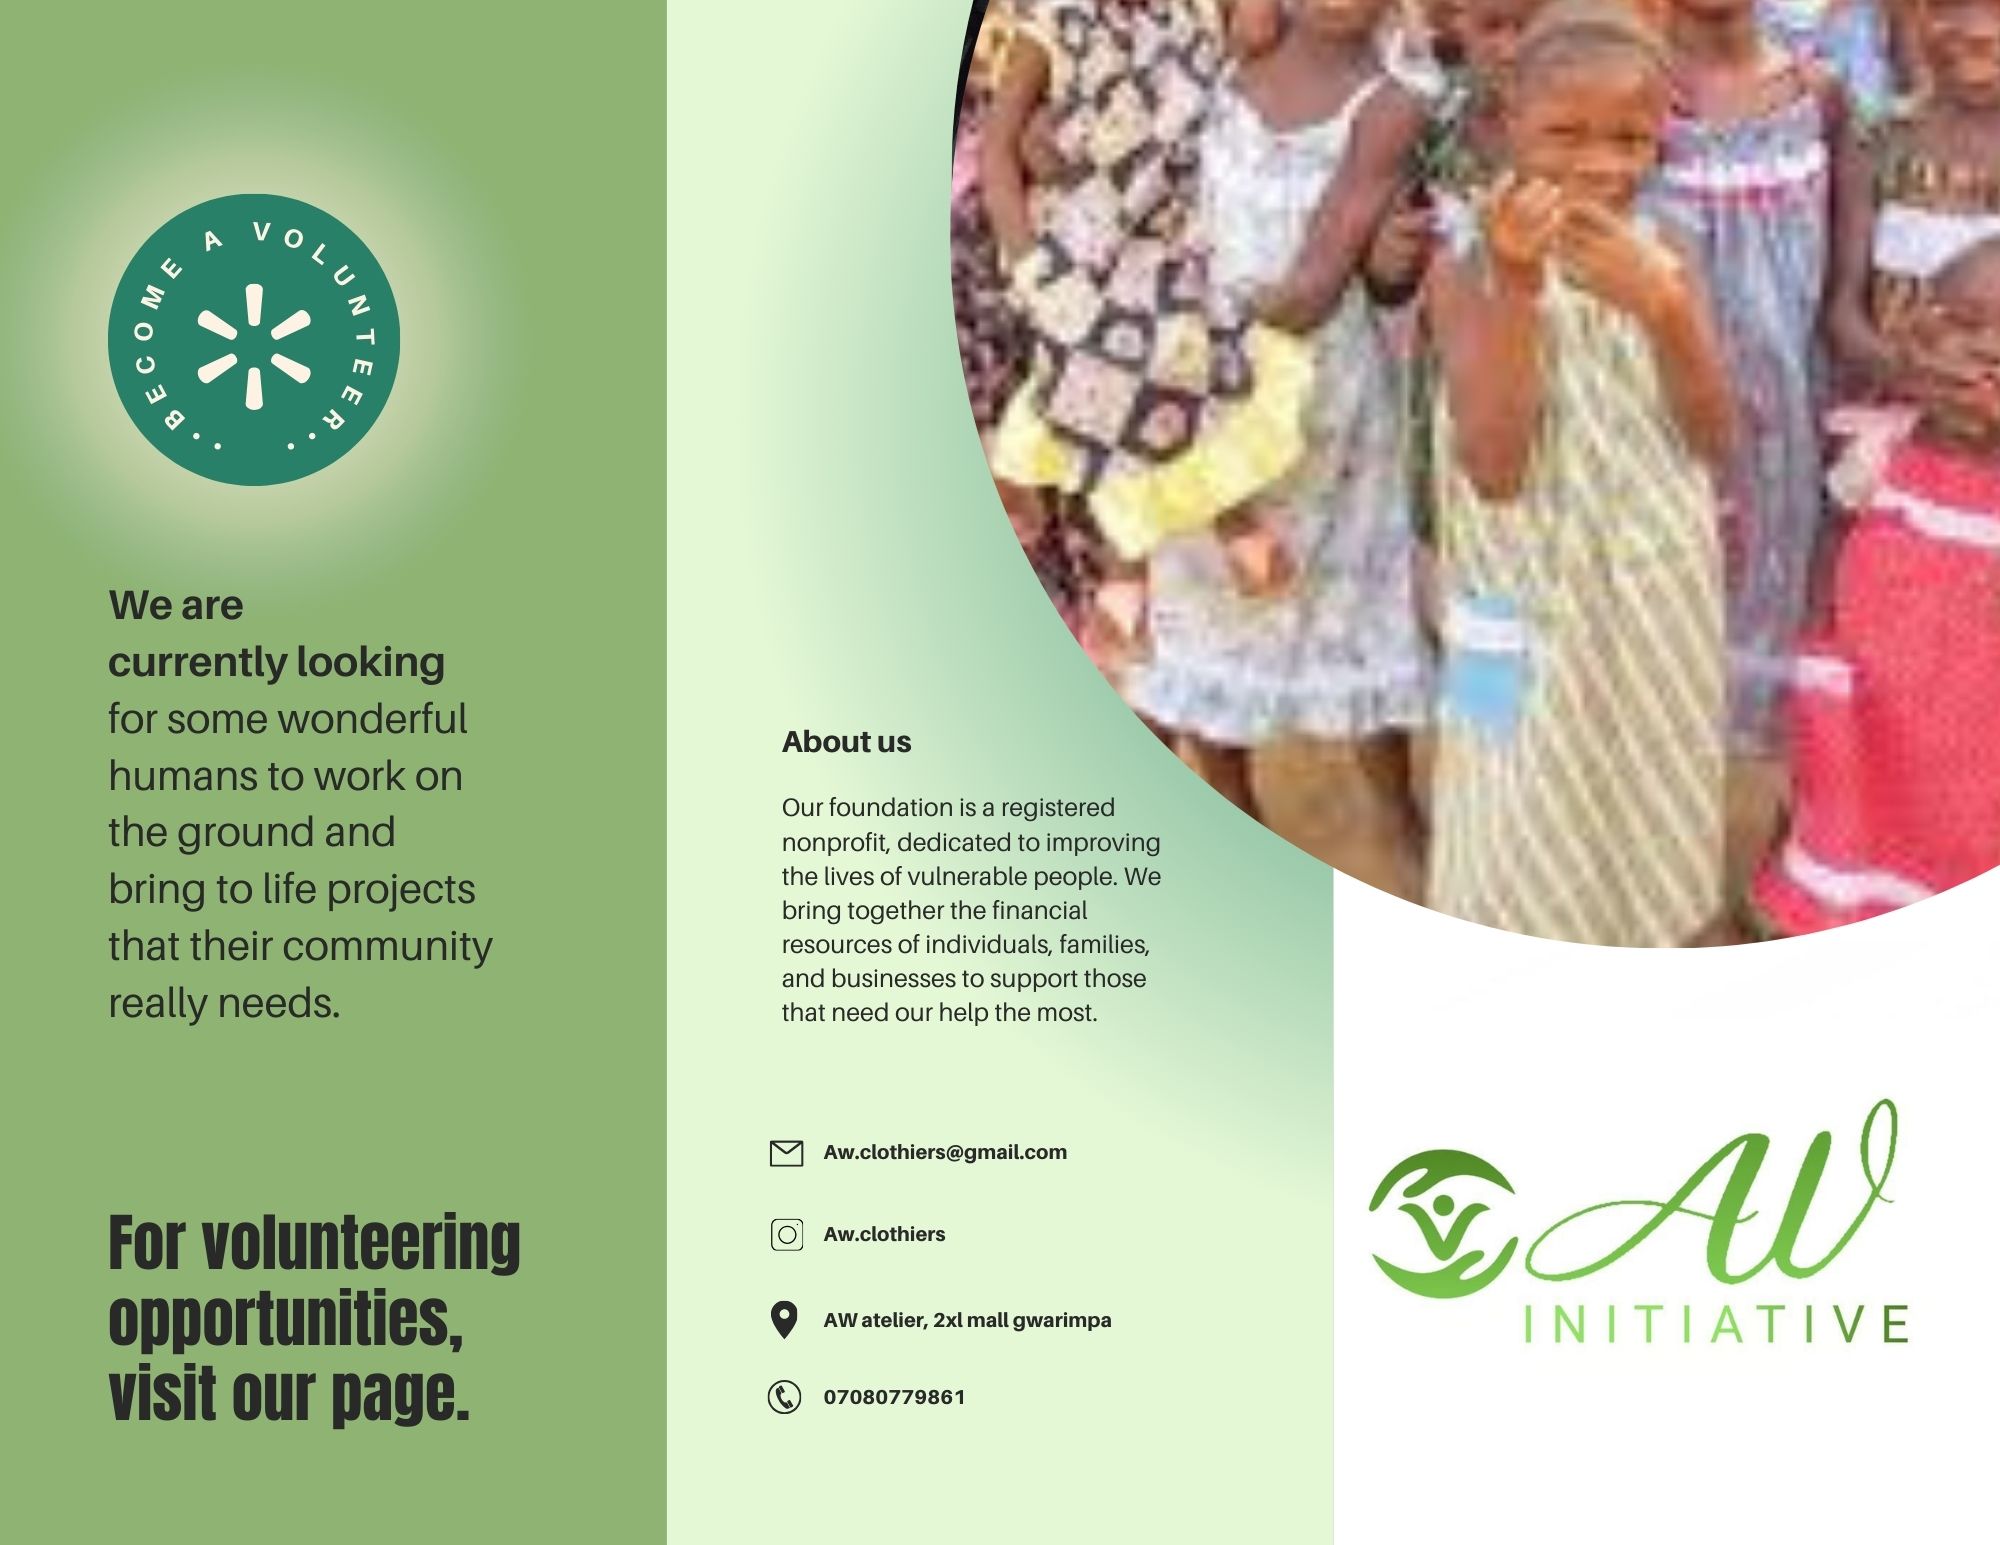 BECOME A VOLUNTEER
We are
currently looking
for some wonderful
humans to work on
the ground and
bring to life projects
that their community
really needs.
For volunteering
opportunities,
visit our page.
About us
Our foundation is a registered
nonprofit, dedicated to improving
the lives of vulnerable people. We
bring together the financial
resources of individuals, families,
and businesses to support those
that need our help the most.
Aw.clothiers@gmail.com
Aw.clothiers
AW atelier, 2xl mall gwarimpa
07080779861
AW
INITIATIVE